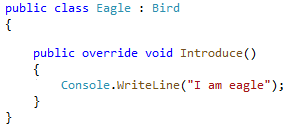 public class Eagle : Bird
{
public override void Introduce()
{
Console.WriteLine("I am eagle");
}
}